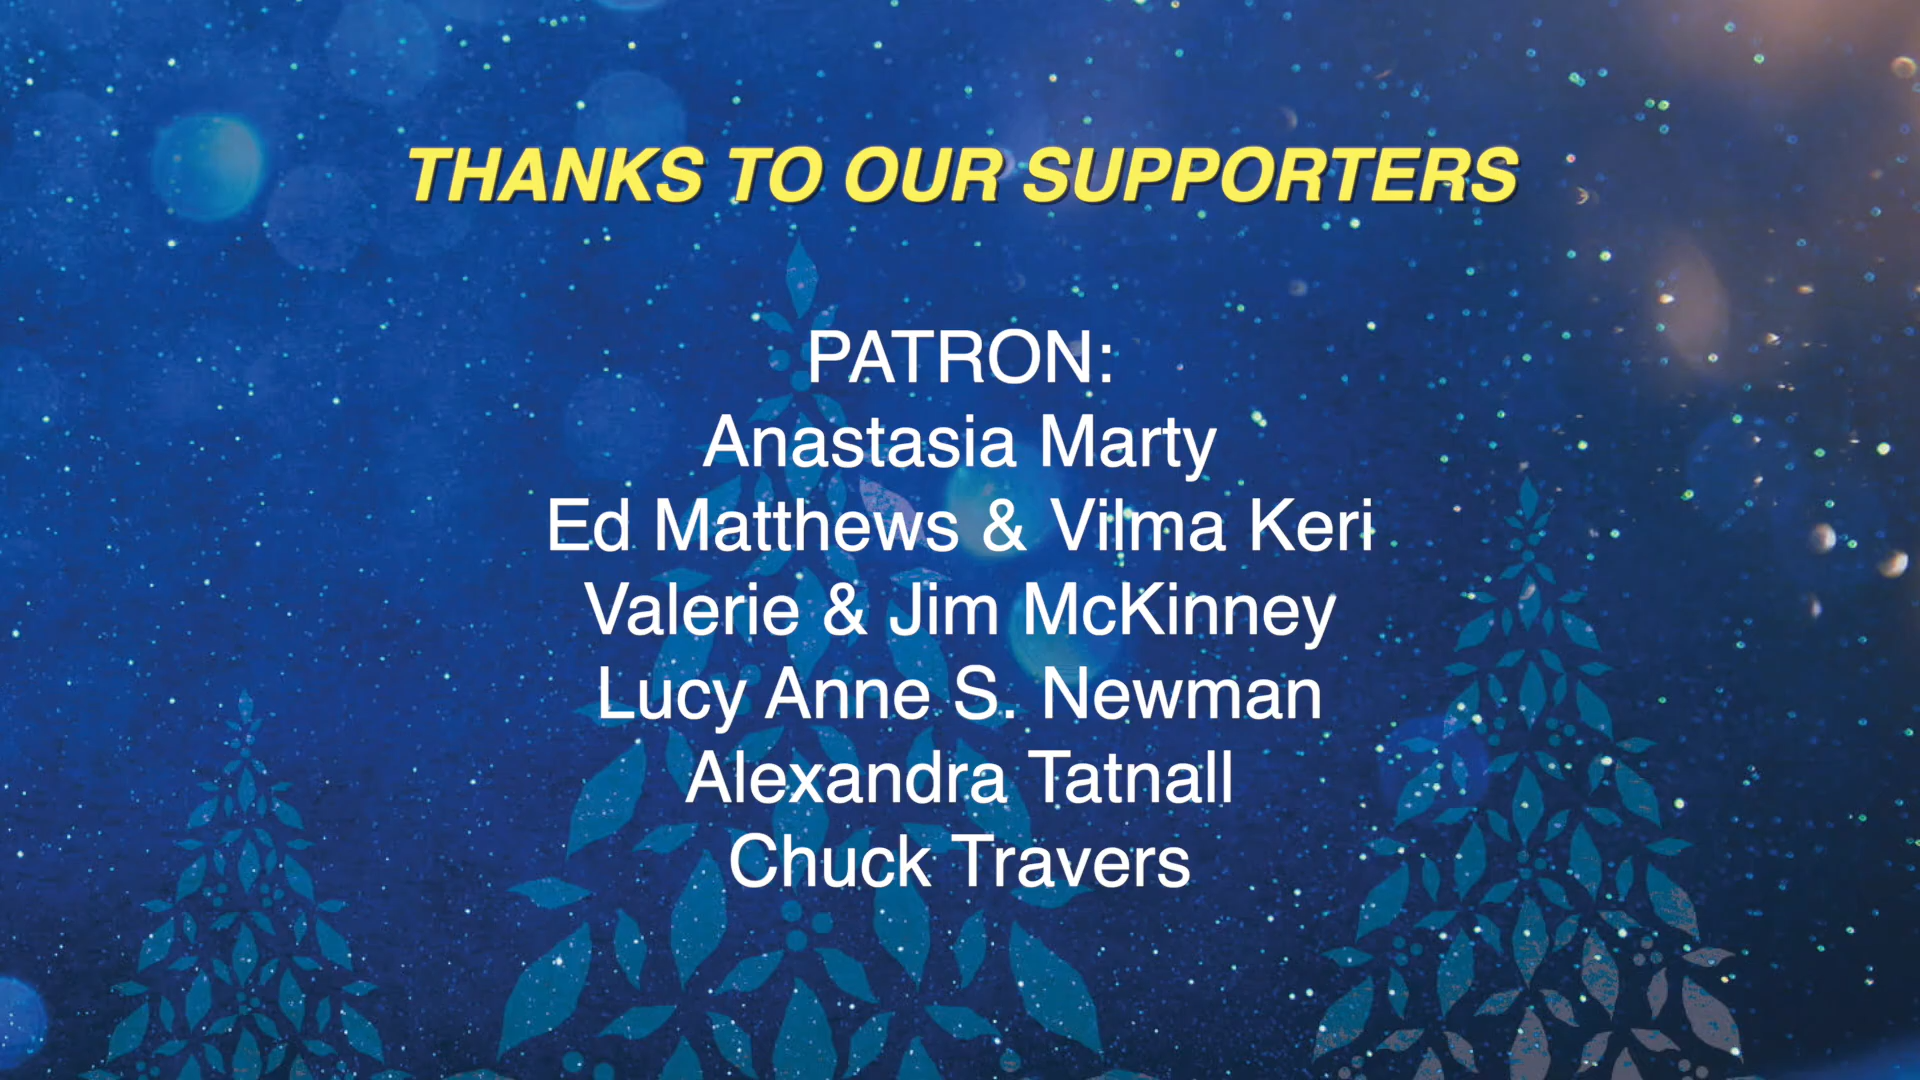 THANKS TO OUR SUPPORTERS
PATRON:
Anastasia Marty
Ed Matthews & Vilma Keri
Valerie & Jim McKinney
Lucy Anne S. Newman
Alexandra Tatnall
Chuck Travers